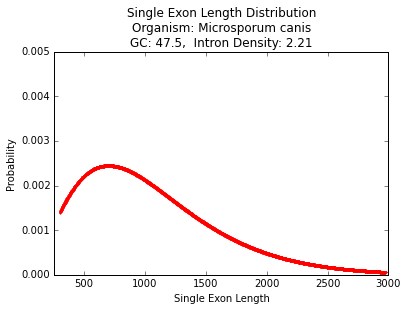 Single Exon Length Distribution
Organism: Microsporum canis
GC: 47.5,  Intron Density: 2.21
0.005
0.004
0.003
0.002
0.001
0.000
Probability
500
1000
1500
2000
2500
3000
Single Exon Length